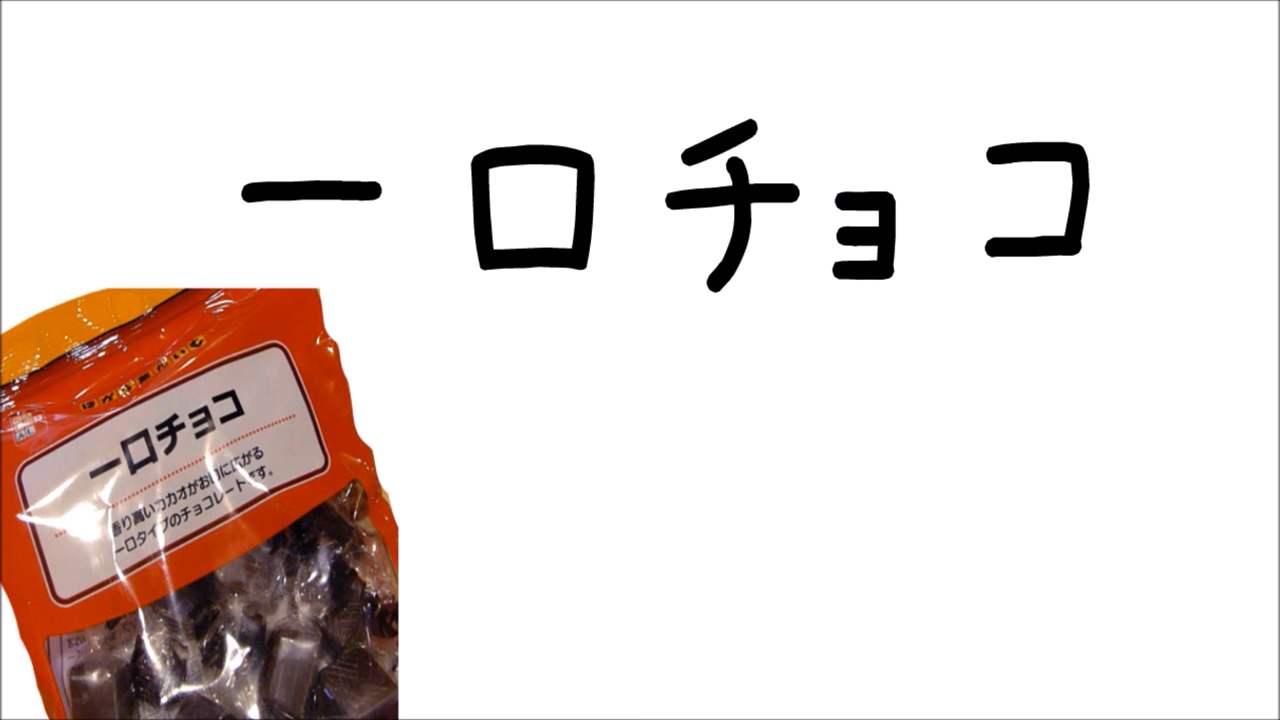 一口チョコ
一口チョコ
香り高いカカオがお口に広がる
一口タイプのチョコレートです。